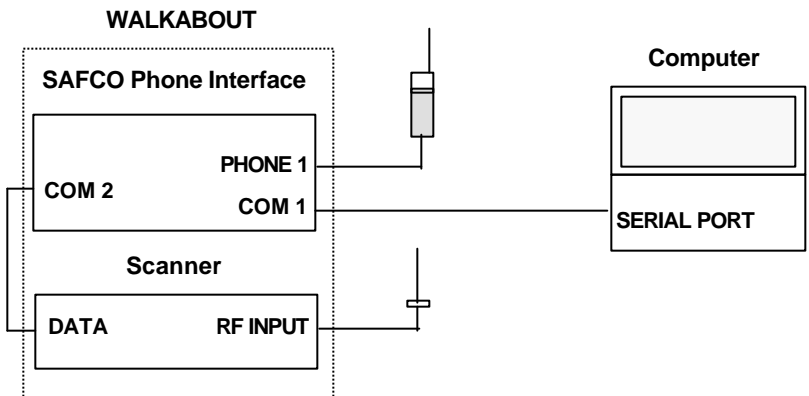 WALKABOUT
SAFCO Phone Interface
Computer
PHONE 1
COM 2
COM 1
SERIAL PORT
Scanner
DATA
RF INPUT